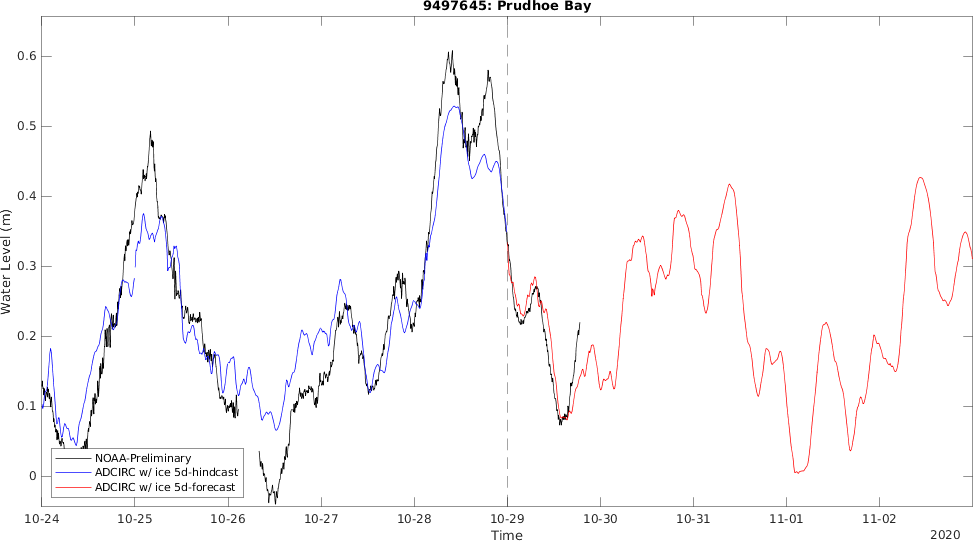 9497645: Prudhoe Bay
Water Level (m)
0.6
0.5
0.4
0.3
0.2
0.1
0
NOAA-Preliminary
ADCIRC w/ ice 5d-hindcast
ADCIRC w/ ice 5d-forecast
10-24 10-25 10-26 10-27 10-28 10-29 10-30 10-31 11-01 11-02
Time
2020